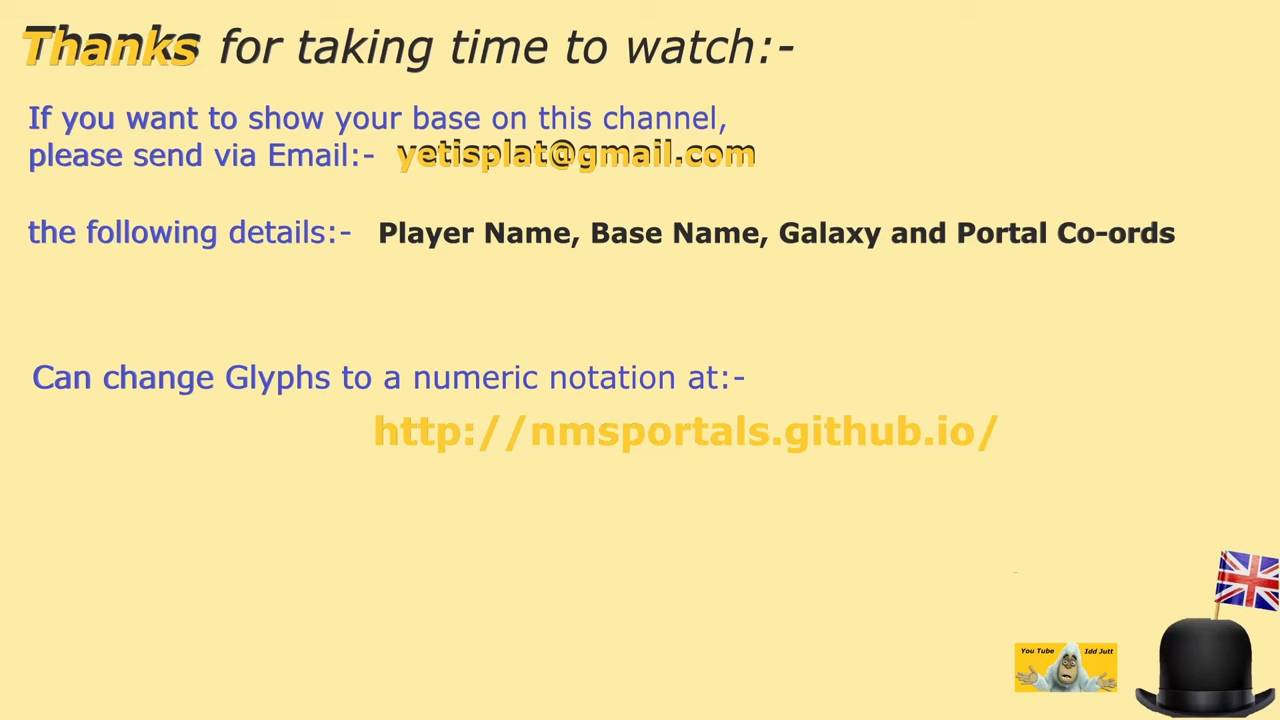 Thanks for taking time to watch:-
If you want to show your base on this channel,
please send via Email:- yetisplat@gmail.com
the following details:- Player Name, Base Name, Galaxy and Portal Co-ords
Can change Glyphs to a numeric notation at:-
http://nmsportals.github.io/
You Tube Idd Jutt